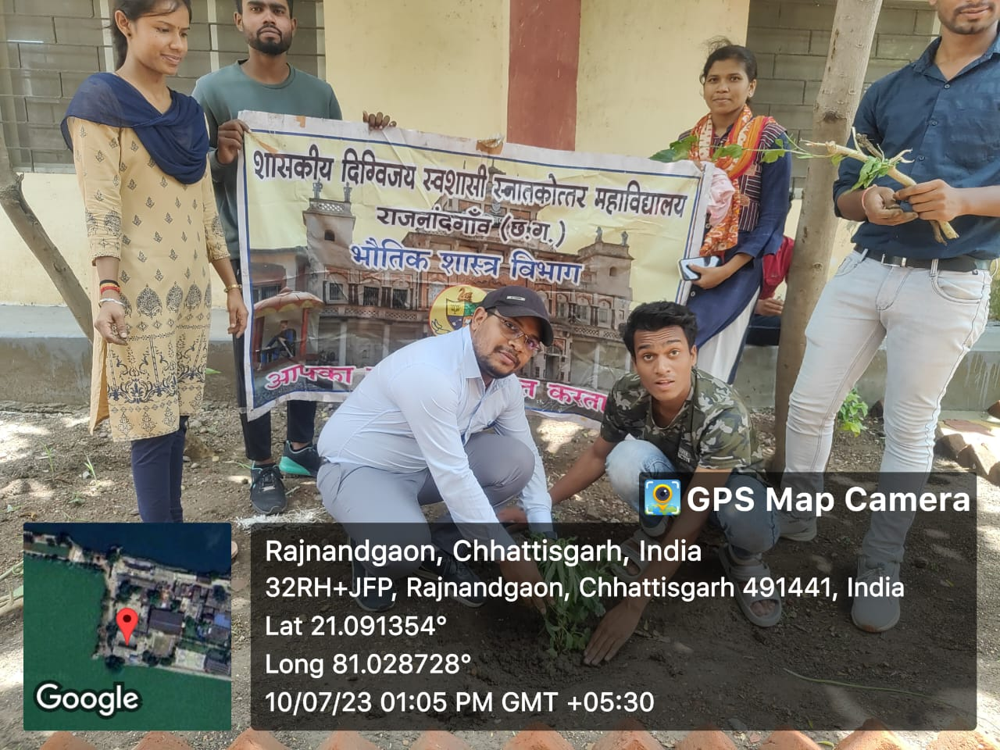 शासकीय दिग्विजय स्वशासी स्नातकोत्तर महाविद्यालय
राजनांदगाँव (छ.ग.)
भौतिक शास्त्र विभाग
आपका
करता
GPS Map Camera
Rajnandgaon, Chhattisgarh, India
32RH+JFP, Rajnandgaon, Chhattisgarh 491441, India
Lat 21.091354°
Long 81.028728°
10/07/23 01:05 PM GMT +05:30
Google